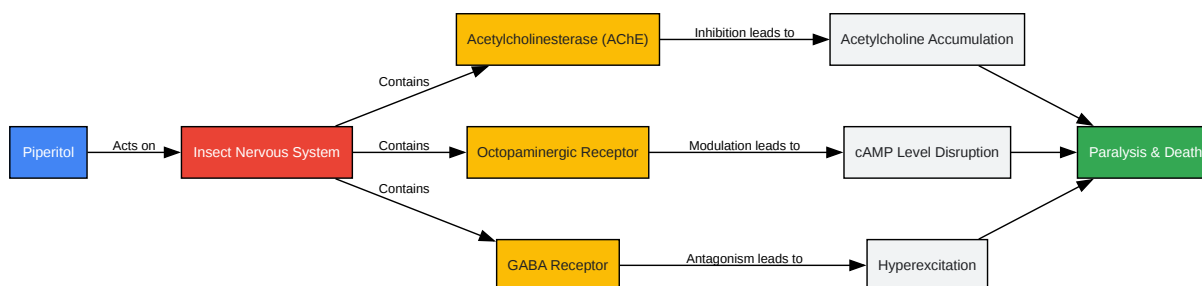 Acetylcholinesterase (AChE)
Inhibition leads to
Acetylcholine Accumulation
Contains
Piperitol
Acts on
Insect Nervous System
Contains
Octopaminergic Receptor
Modulation leads to
cAMP Level Disruption
Paralysis & Death
Contains
GABA Receptor
Antagonism leads to
Hyperexcitation